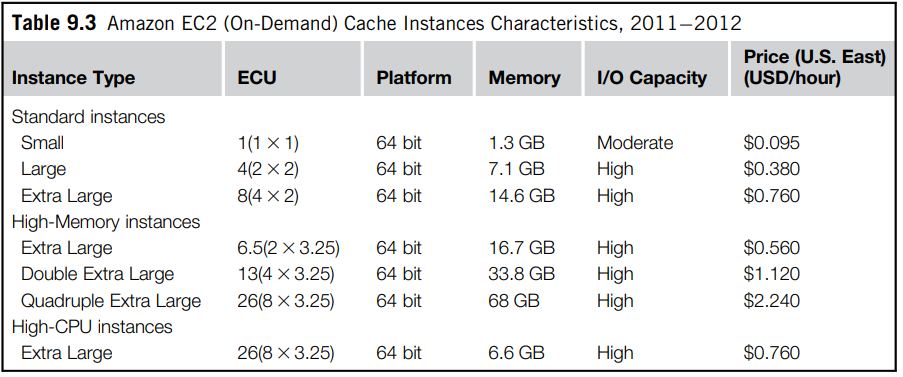 Table 9.3 Amazon EC2 (On-Demand) Cache Instances Characteristics, 2011–2012
Instance Type ECU Platform Memory I/O Capacity Price (U.S. East) (USD/hour)
Standard instances
Small 1(1 × 1) 64 bit 1.3 GB Moderate $0.095
Large 4(2 × 2) 64 bit 7.1 GB High $0.380
Extra Large 8(4 × 2) 64 bit 14.6 GB High $0.760
High-Memory instances
Extra Large 6.5(2 × 3.25) 64 bit 16.7 GB High $0.560
Double Extra Large 13(4 × 3.25) 64 bit 33.8 GB High $1.120
Quadruple Extra Large 26(8 × 3.25) 64 bit 68 GB High $2.240
High-CPU instances
Extra Large 26(8 × 3.25) 64 bit 6.6 GB High $0.760